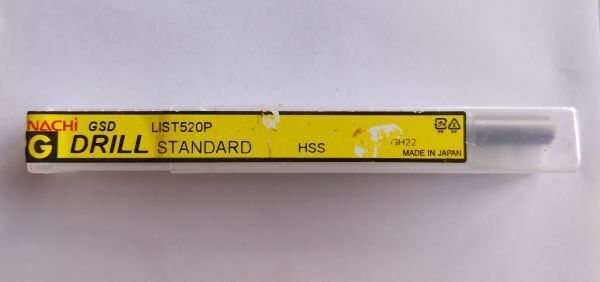 NACHi GSD LIST520P
G DRILL STANDARD HSS GH22
MADE IN JAPAN